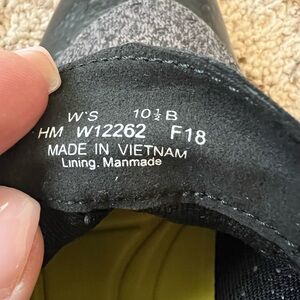 W'S 10½ B
HM W12262 F18
MADE IN VIETNAM
Lining. Manmade